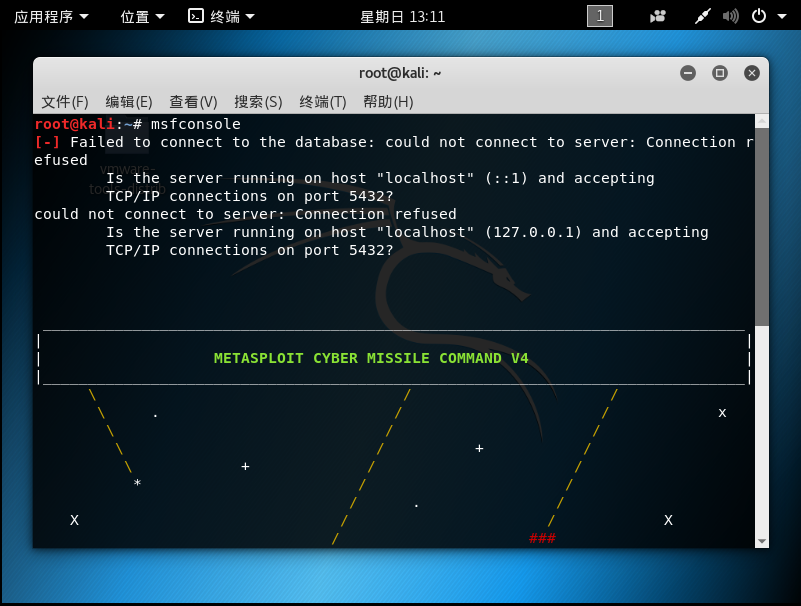 应用程序 位置 终端 星期日 13:11 1
root@kali: ~
文件(F) 编辑(E) 查看(V) 搜索(S) 终端(T) 帮助(H)
root@kali:~# msfconsole
[-] Failed to connect to the database: could not connect to server: Connection r
efused
Is the server running on host "localhost" (::1) and accepting
TCP/IP connections on port 5432?
could not connect to server: Connection refused
Is the server running on host "localhost" (127.0.0.1) and accepting
TCP/IP connections on port 5432?
METASPLOIT CYBER MISSILE COMMAND V4
\ / /
\ . / / x
\ / /
\ / + /
\ + / /
* / /
/ . /
X / / X
/ ###
vmware-
tools-distrib